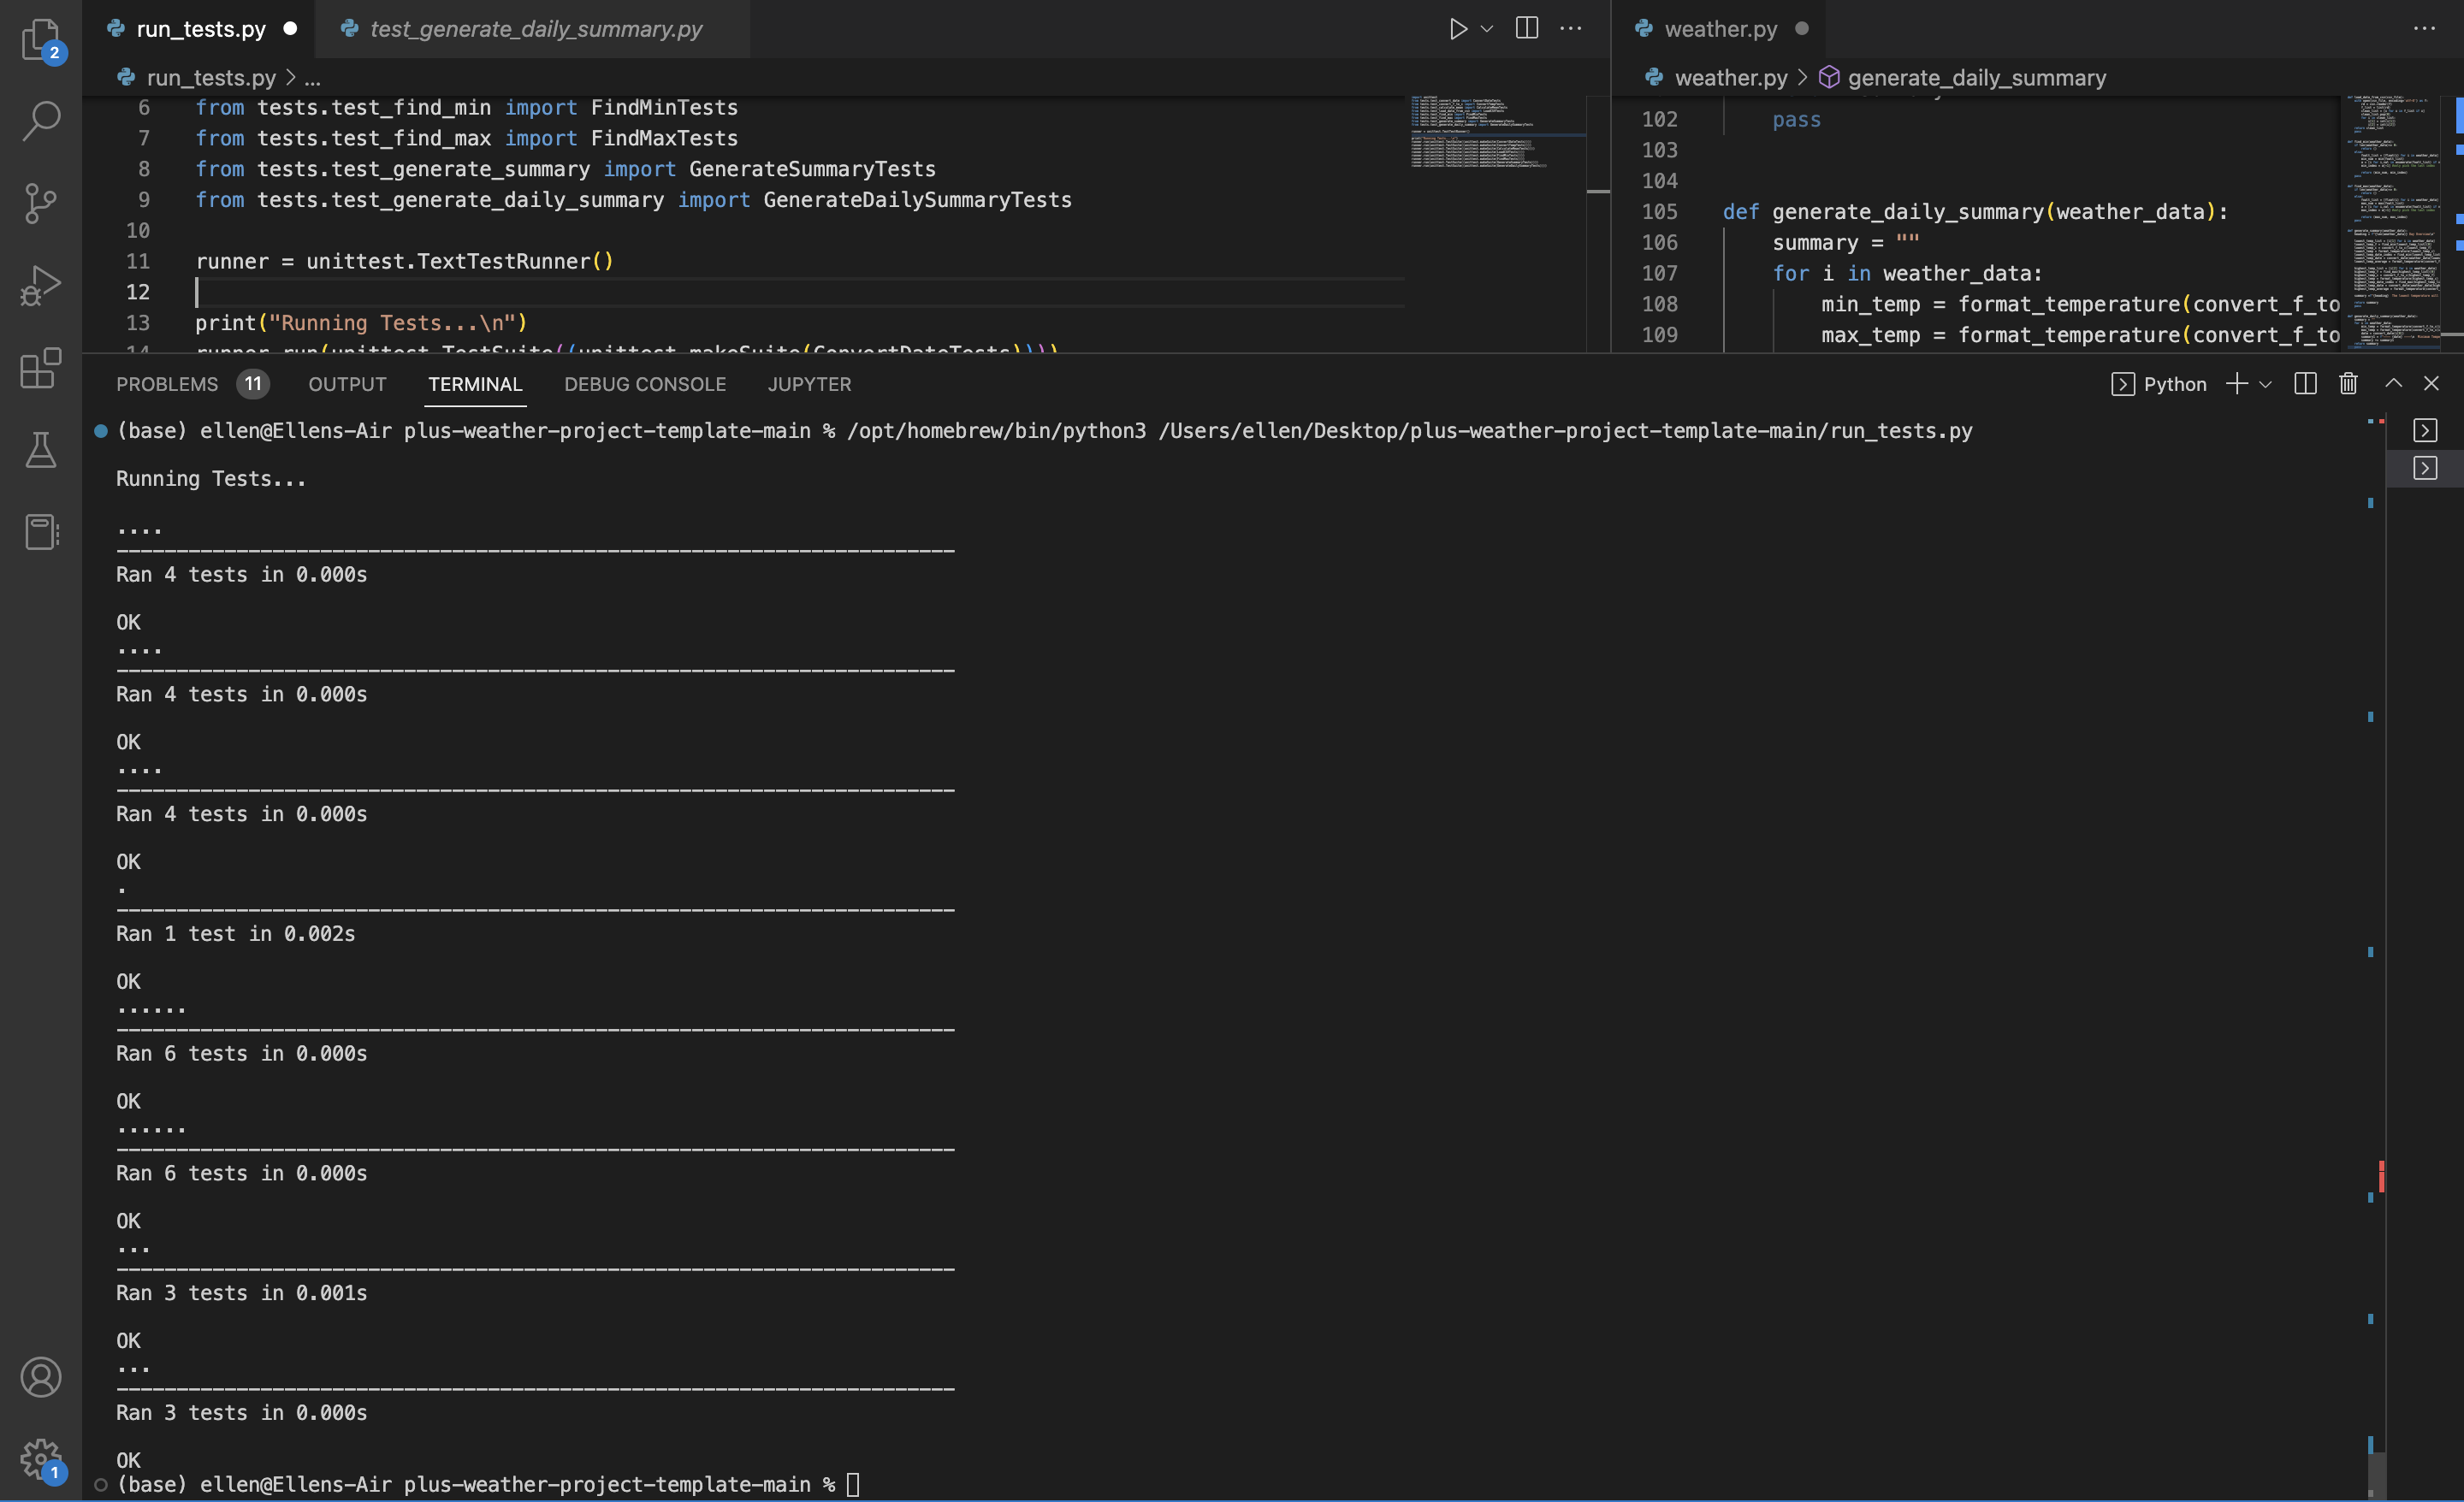 run_tests.py
test_generate_daily_summary.py
weather.py
2
run_tests.py > ...
weather.py > generate_daily_summary
6 from tests.test_find_min import FindMinTests
7 from tests.test_find_max import FindMaxTests
8 from tests.test_generate_summary import GenerateSummaryTests
9 from tests.test_generate_daily_summary import GenerateDailySummaryTests
10
11 runner = unittest.TextTestRunner()
12
13 print("Running Tests...\n")
14 runner.run(unittest.TestSuite((unittest.makeSuite(ConvertDateTests))))
102 pass
103
104
105 def generate_daily_summary(weather_data):
106 summary = ""
107 for i in weather_data:
108 min_temp = format_temperature(convert_f_to
109 max_temp = format_temperature(convert_f_to
PROBLEMS 11 OUTPUT TERMINAL DEBUG CONSOLE JUPYTER
Python
(base) ellen@Ellens-Air plus-weather-project-template-main % /opt/homebrew/bin/python3 /Users/ellen/Desktop/plus-weather-project-template-main/run_tests.py
Running Tests...
....
----------------------------------------------------------------------
Ran 4 tests in 0.000s
OK
....
----------------------------------------------------------------------
Ran 4 tests in 0.000s
OK
....
----------------------------------------------------------------------
Ran 4 tests in 0.000s
OK
.
----------------------------------------------------------------------
Ran 1 test in 0.002s
OK
......
----------------------------------------------------------------------
Ran 6 tests in 0.000s
OK
......
----------------------------------------------------------------------
Ran 6 tests in 0.000s
OK
...
----------------------------------------------------------------------
Ran 3 tests in 0.001s
OK
...
----------------------------------------------------------------------
Ran 3 tests in 0.000s
OK
(base) ellen@Ellens-Air plus-weather-project-template-main %
1